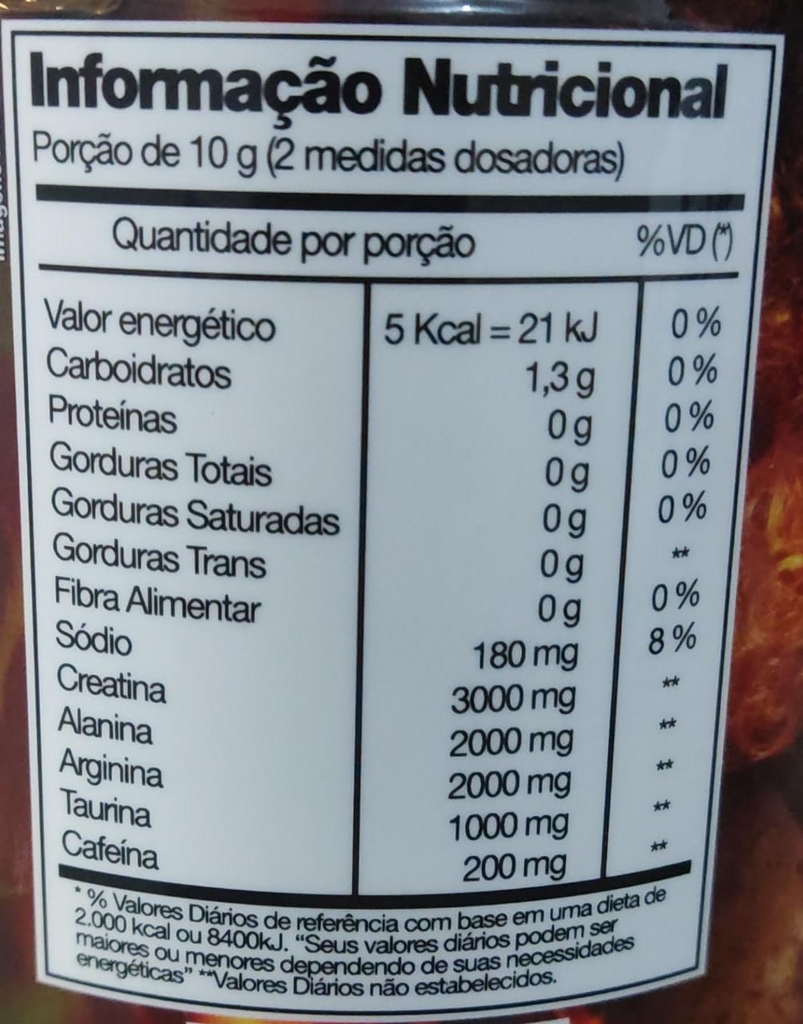 Informação Nutricional
Porção de 10 g (2 medidas dosadoras)
Quantidade por porção %VD (*)
Valor energético 5 Kcal = 21 kJ 0 %
Carboidratos 1,3 g 0 %
Proteínas 0 g 0 %
Gorduras Totais 0 g 0 %
Gorduras Saturadas 0 g 0 %
Gorduras Trans 0 g **
Fibra Alimentar 0 g 0 %
Sódio 180 mg 8 %
Creatina 3000 mg **
Alanina 2000 mg **
Arginina 2000 mg **
Taurina 1000 mg **
Cafeína 200 mg **
* % Valores Diários de referência com base em uma dieta de
2.000 kcal ou 8400kJ. “Seus valores diários podem ser
maiores ou menores dependendo de suas necessidades
energéticas” **Valores Diários não estabelecidos.